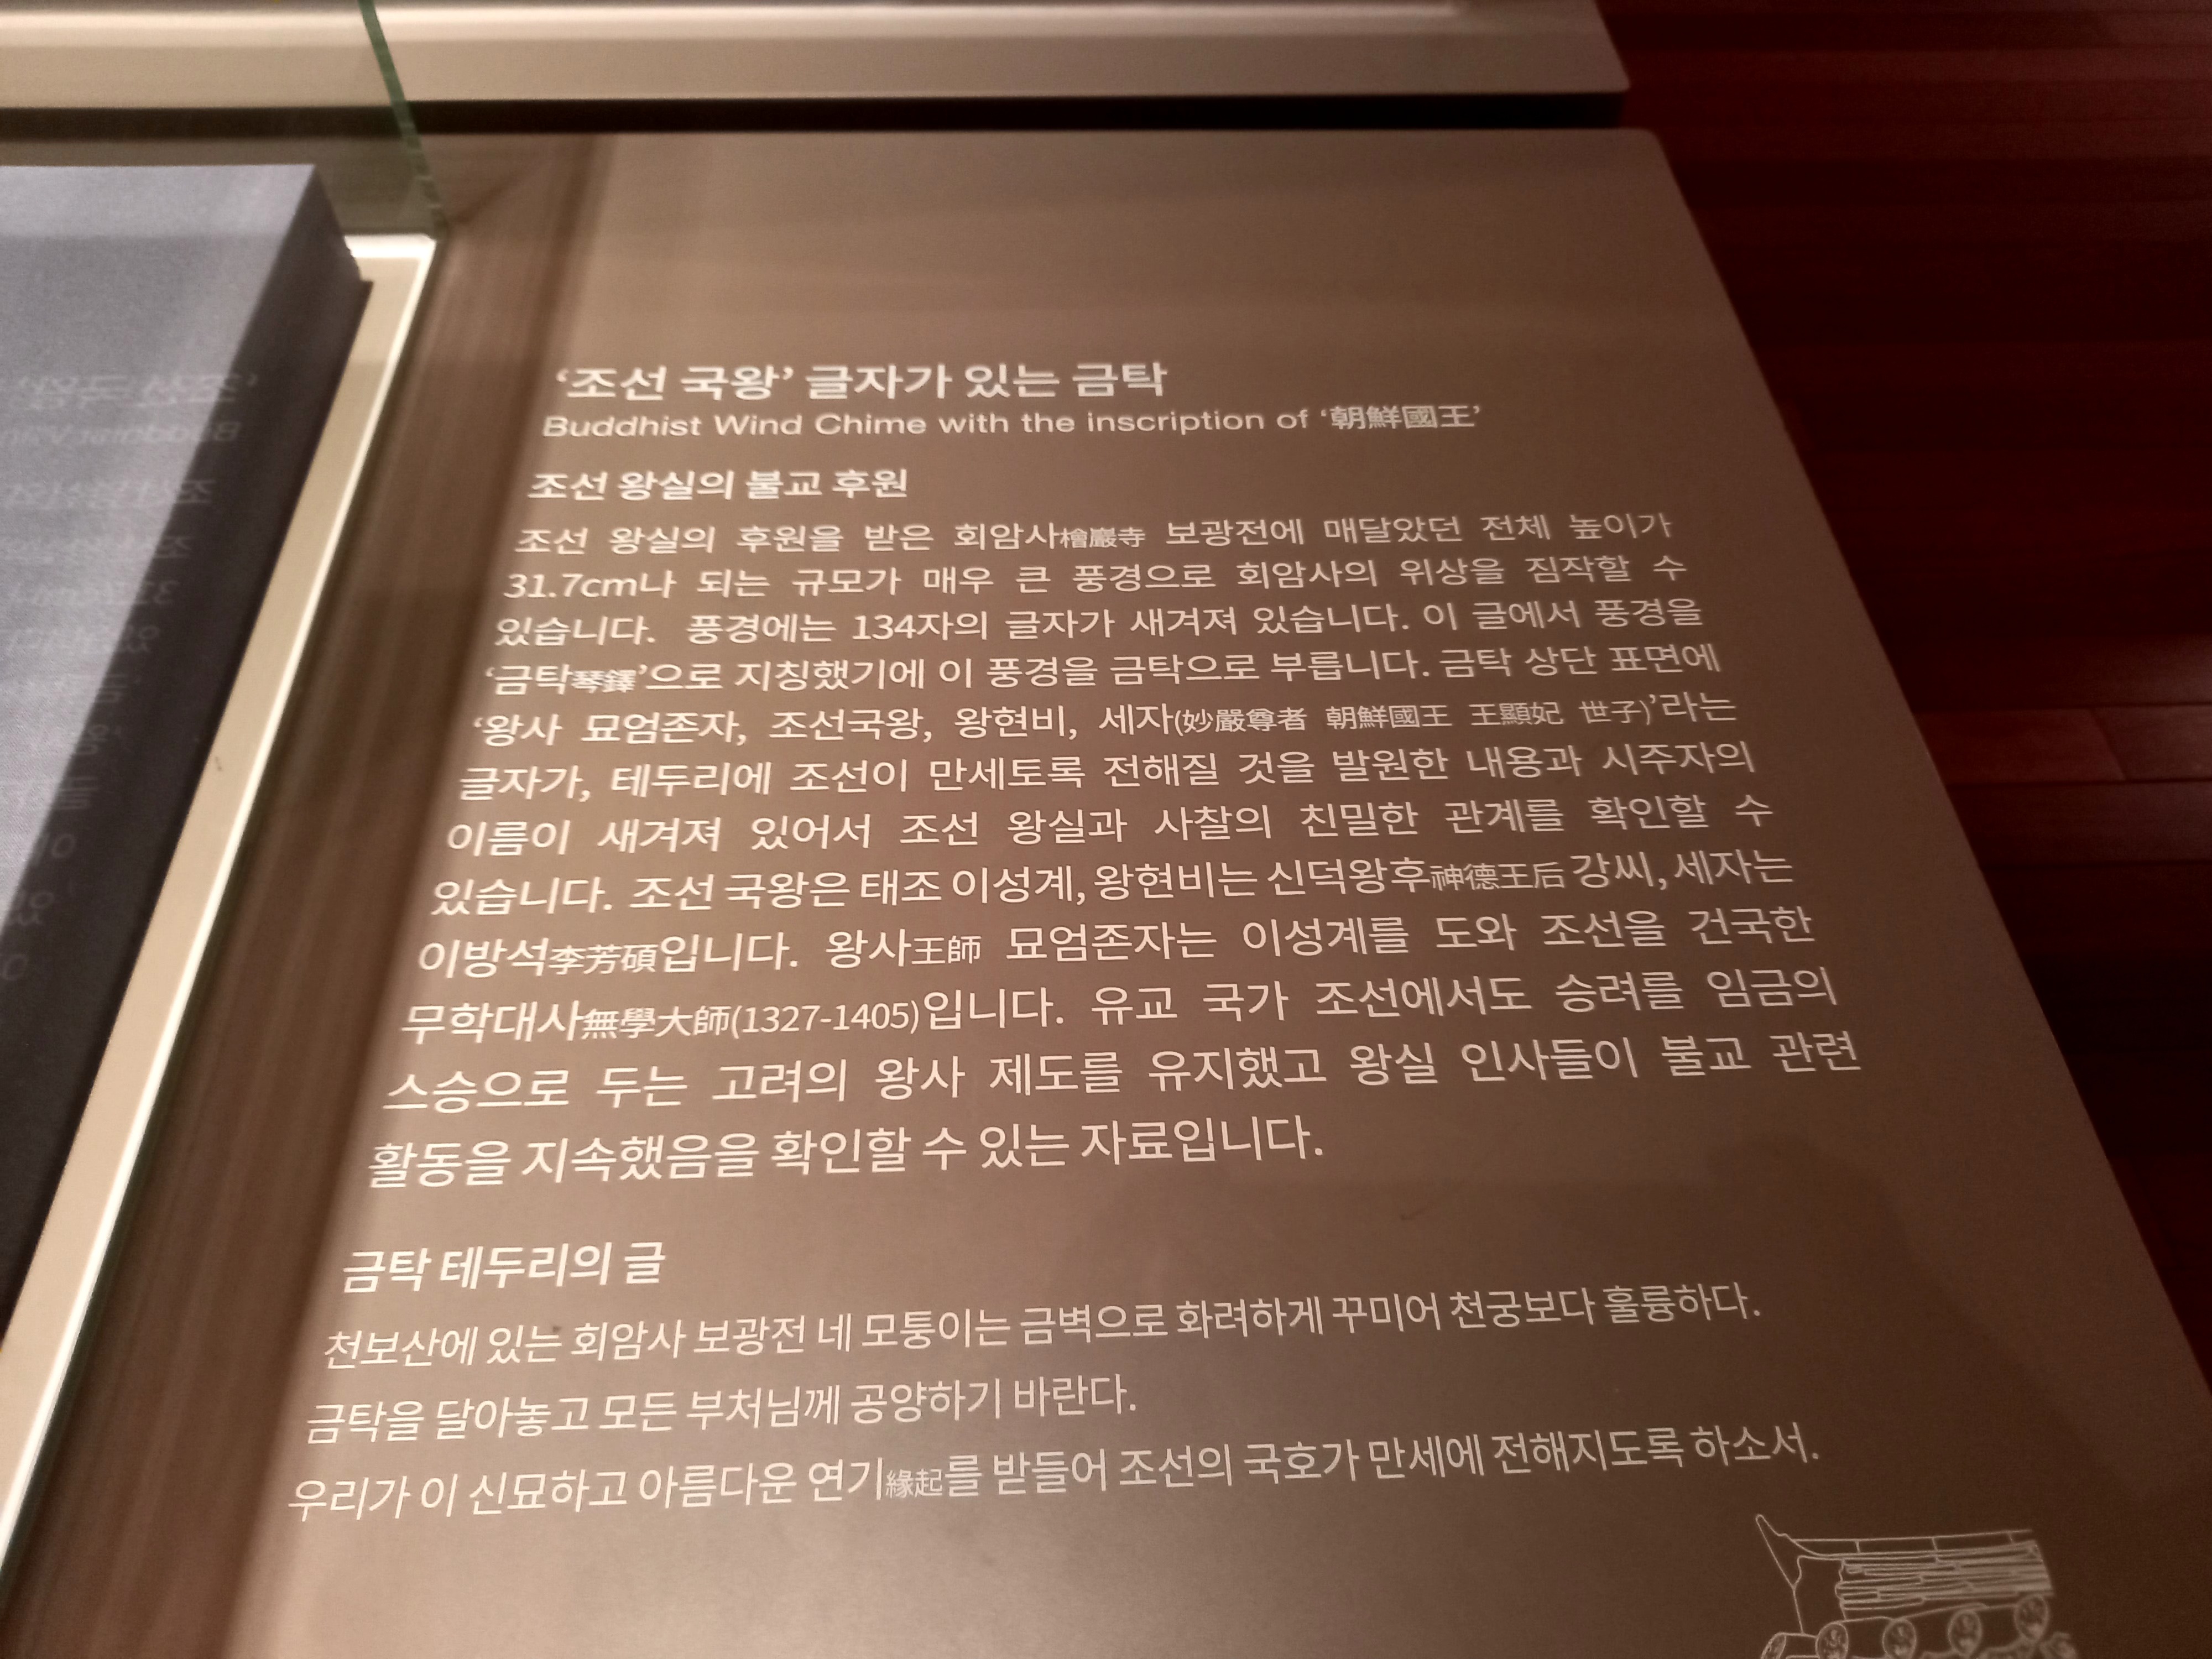 ‘조선 국왕’ 글자가 있는 금탁
Buddhist Wind Chime with the inscription of ‘朝鮮國王’
조선 왕실의 불교 후원
조선 왕실의 후원을 받은 회암사檜巖寺 보광전에 매달았던 전체 높이가
31.7cm나 되는 규모가 매우 큰 풍경으로 회암사의 위상을 짐작할 수
있습니다. 풍경에는 134자의 글자가 새겨져 있습니다. 이 글에서 풍경을
‘금탁琴鐸’으로 지칭했기에 이 풍경을 금탁으로 부릅니다. 금탁 상단 표면에
‘왕사 묘엄존자, 조선국왕, 왕현비, 세자(妙嚴尊者 朝鮮國王 王顯妃 世子)’라는
글자가, 테두리에 조선이 만세토록 전해질 것을 발원한 내용과 시주자의
이름이 새겨져 있어서 조선 왕실과 사찰의 친밀한 관계를 확인할 수
있습니다. 조선 국왕은 태조 이성계, 왕현비는 신덕왕후神德王后 강씨, 세자는
이방석李芳碩입니다. 왕사王師 묘엄존자는 이성계를 도와 조선을 건국한
무학대사無學大師(1327-1405)입니다. 유교 국가 조선에서도 승려를 임금의
스승으로 두는 고려의 왕사 제도를 유지했고 왕실 인사들이 불교 관련
활동을 지속했음을 확인할 수 있는 자료입니다.
금탁 테두리의 글
천보산에 있는 회암사 보광전 네 모퉁이는 금벽으로 화려하게 꾸미어 천궁보다 훌륭하다.
금탁을 달아놓고 모든 부처님께 공양하기 바란다.
우리가 이 신묘하고 아름다운 연기緣起를 받들어 조선의 국호가 만세에 전해지도록 하소서.